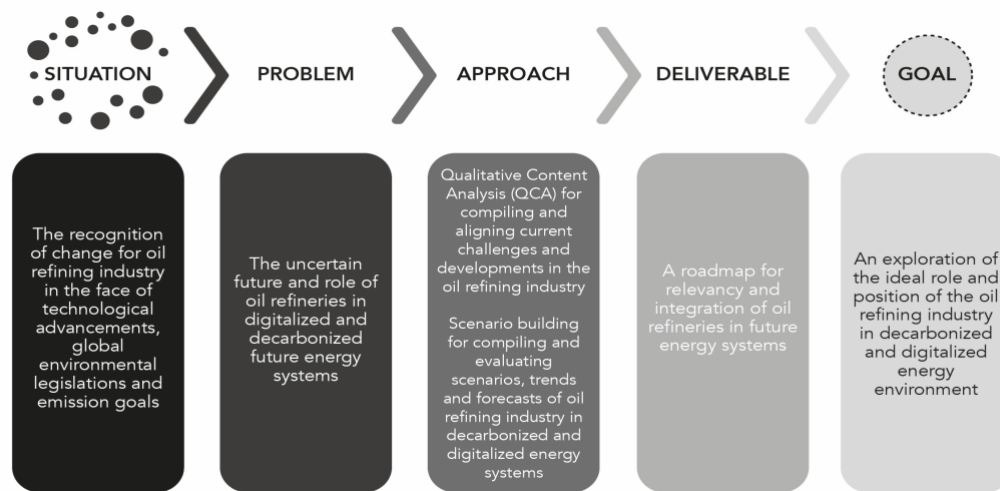 SITUATION
PROBLEM
APPROACH
DELIVERABLE
GOAL
The recognition
of change for oil
refining industry
in the face of
technological
advancements,
global
environmental
legislations and
emission goals
The uncertain
future and role of
oil refineries in
digitalized and
decarbonized
future energy
systems
Qualitative Content
Analysis (QCA) for
compiling and
aligning current
challenges and
developments in the
oil refining industry
Scenario building
for compiling and
evaluating
scenarios, trends
and forecasts of oil
refining industry in
decarbonized and
digitalized energy
systems
A roadmap for
relevancy and
integration of oil
refineries in future
energy systems
An exploration of
the ideal role and
position of the oil
refining industry
in decarbonized
and digitalized
energy
environment